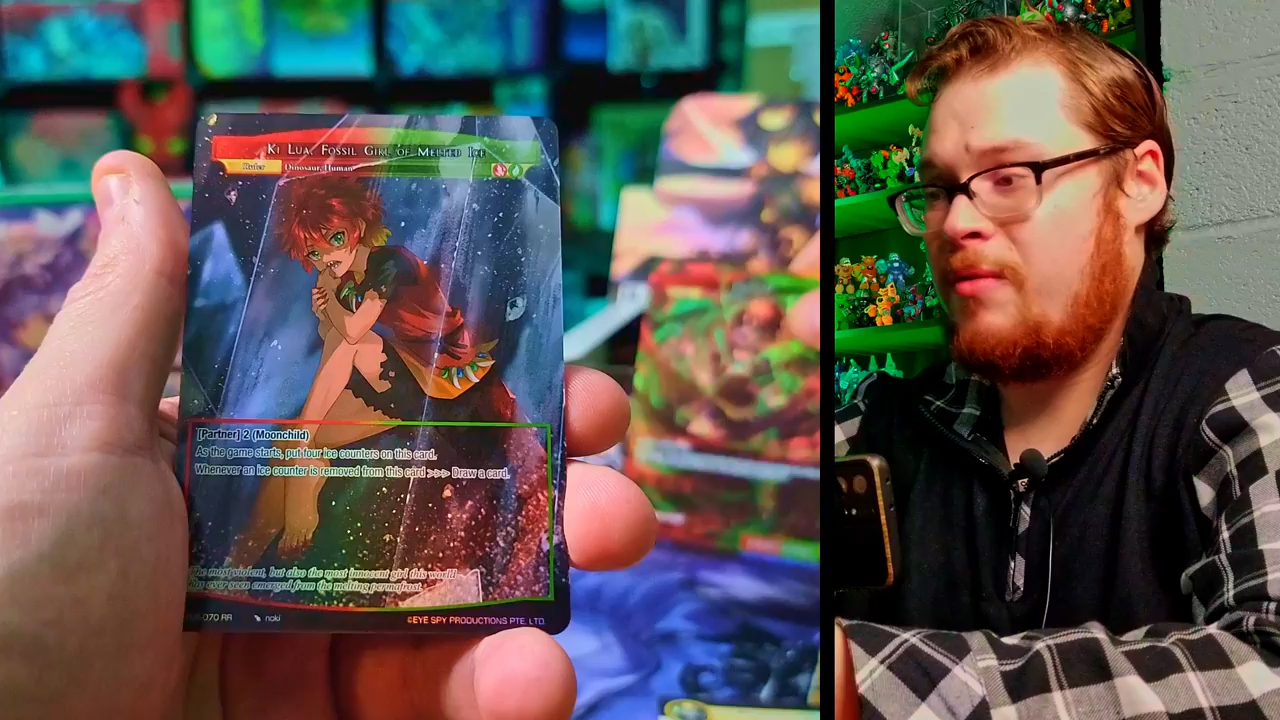 Ki Lua, Fossil Girl of Melted Ice
Ruler Dinosaur, Human
[Partner] 2 (Moonchild)
As the game starts, put four ice counters on this card.
Whenever an ice counter is removed from this card >>> Draw a card.
The most violent, but also the most innocent girl this world
has ever seen emerged from the melting permafrost.
-070 RR noki ©EYE SPY PRODUCTIONS PTE. LTD.